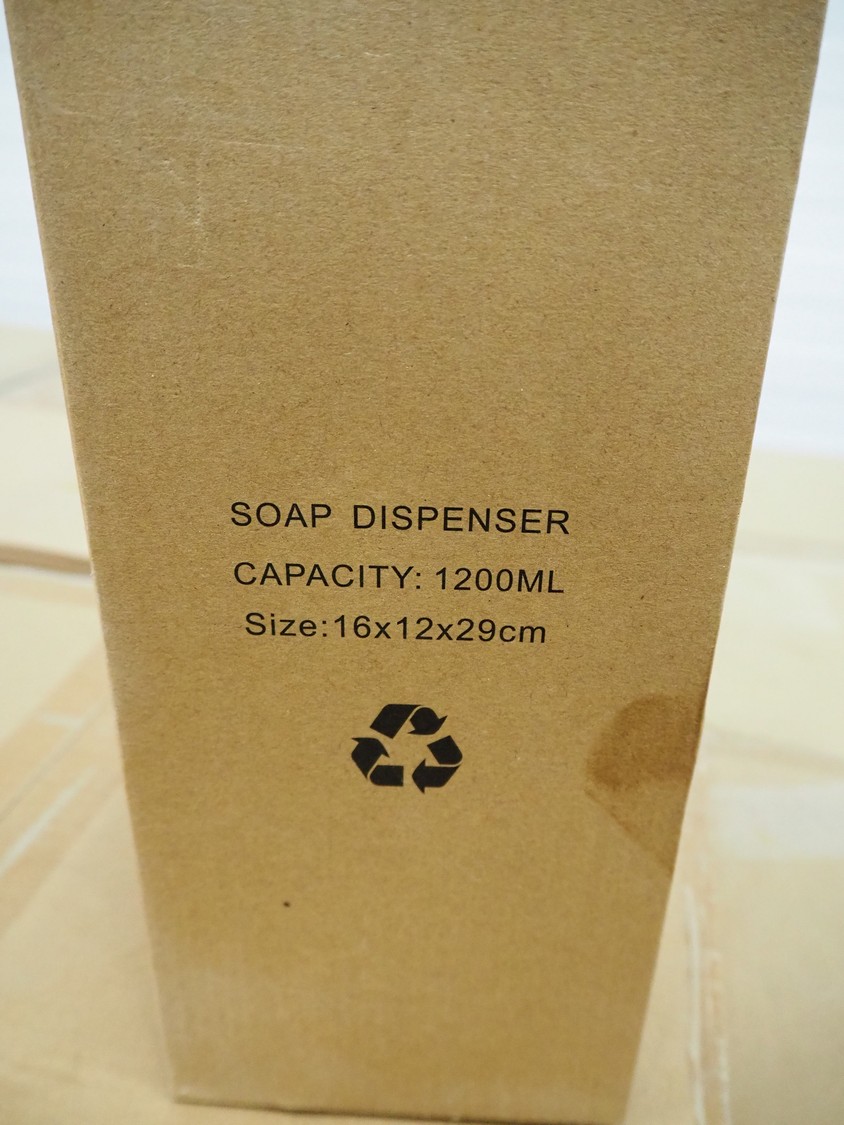 SOAP DISPENSER
CAPACITY: 1200ML
Size:16x12x29cm